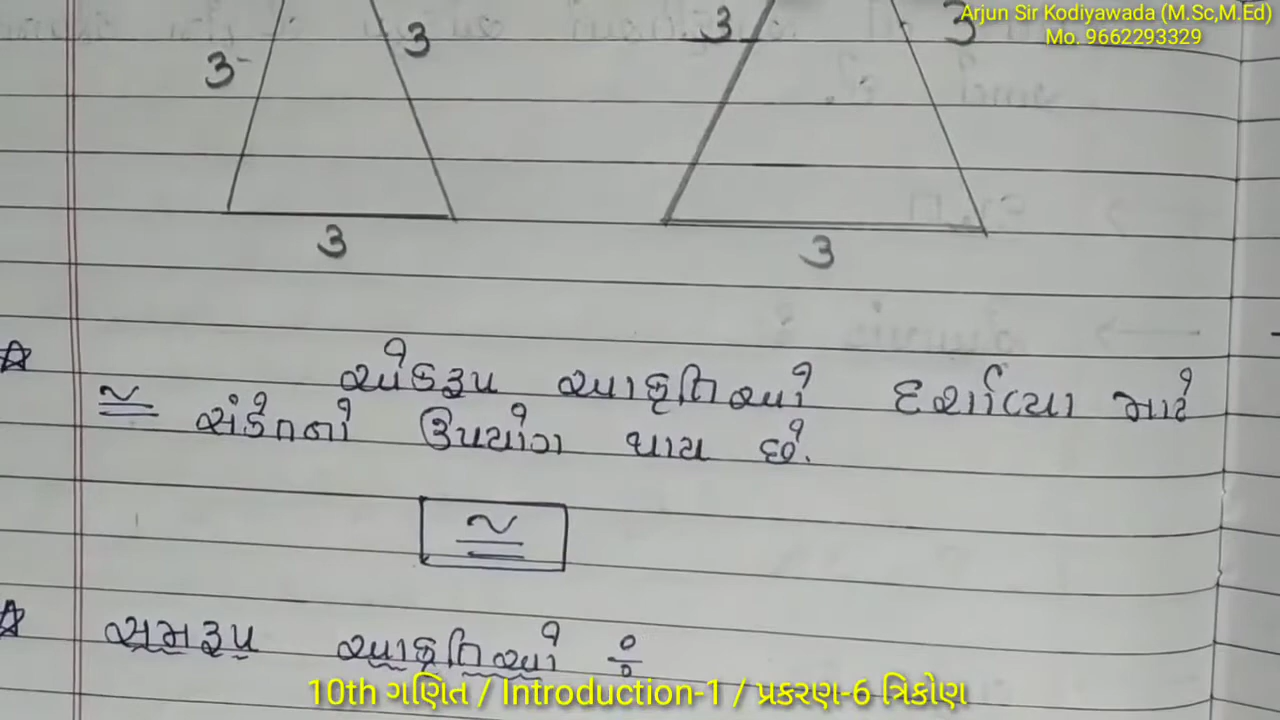 Arjun Sir Kodiyawada (M.Sc,M.Ed)
Mo. 9662293329
3 3 3 3
3 3
એકરૂપ આકૃતિઓ દર્શાવવા માટે
≅ સંકેતનો ઉપયોગ થાય છે.
≅
સમરૂપ આકૃતિઓ ÷
10th ગણિત / Introduction-1 / પ્રકરણ-6 ત્રિકોણ